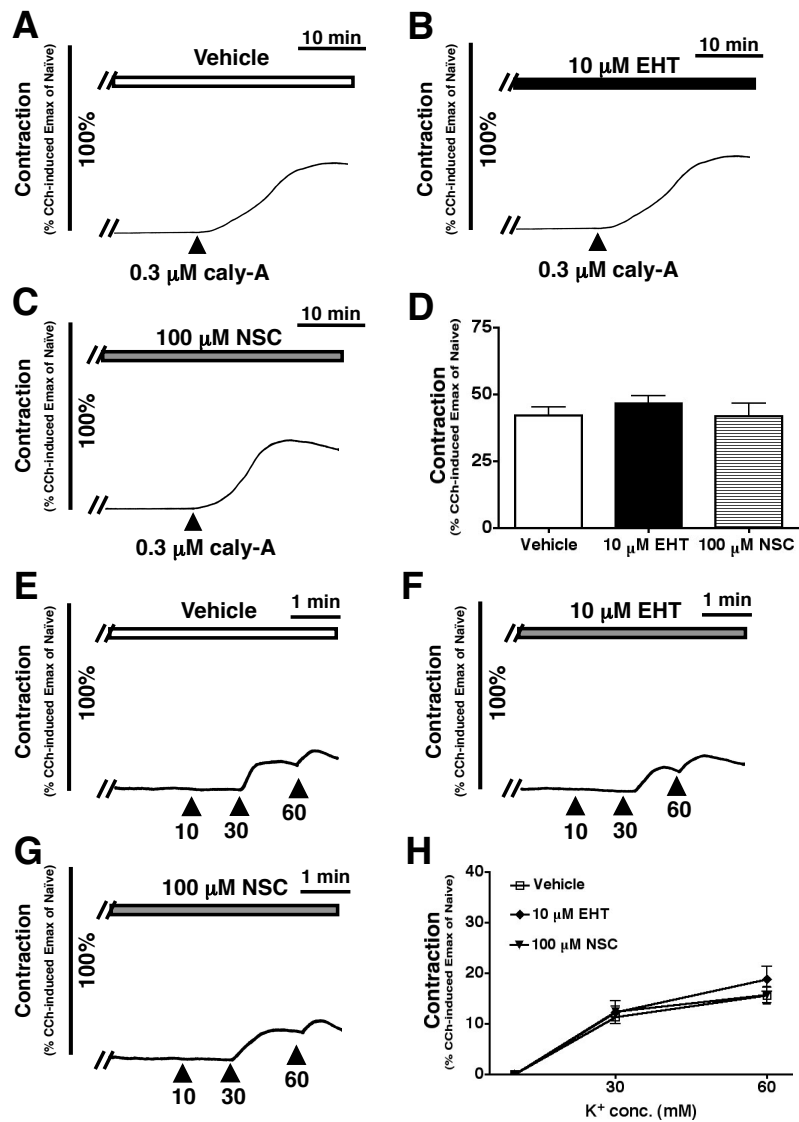 A
10 min
Vehicle
Contraction
(% CCh-induced Emax of Naïve)
100%
0.3 µM caly-A
B
10 min
10 µM EHT
Contraction
(% CCh-induced Emax of Naïve)
100%
0.3 µM caly-A
C
10 min
100 µM NSC
Contraction
(% CCh-induced Emax of Naïve)
100%
0.3 µM caly-A
D
Contraction
(% CCh-induced Emax of Naive)
75
50
25
0
Vehicle 10 µM EHT 100 µM NSC
E
1 min
Vehicle
Contraction
(% CCh-induced Emax of Naïve)
100%
10 30 60
F
1 min
10 µM EHT
Contraction
(% CCh-induced Emax of Naïve)
100%
10 30 60
G
1 min
100 µM NSC
Contraction
(% CCh-induced Emax of Naïve)
100%
10 30 60
H
Contraction
(% CCh-induced Emax of Naive)
40
30
20
10
0
Vehicle
10 µM EHT
100 µM NSC
30 60
K⁺ conc. (mM)